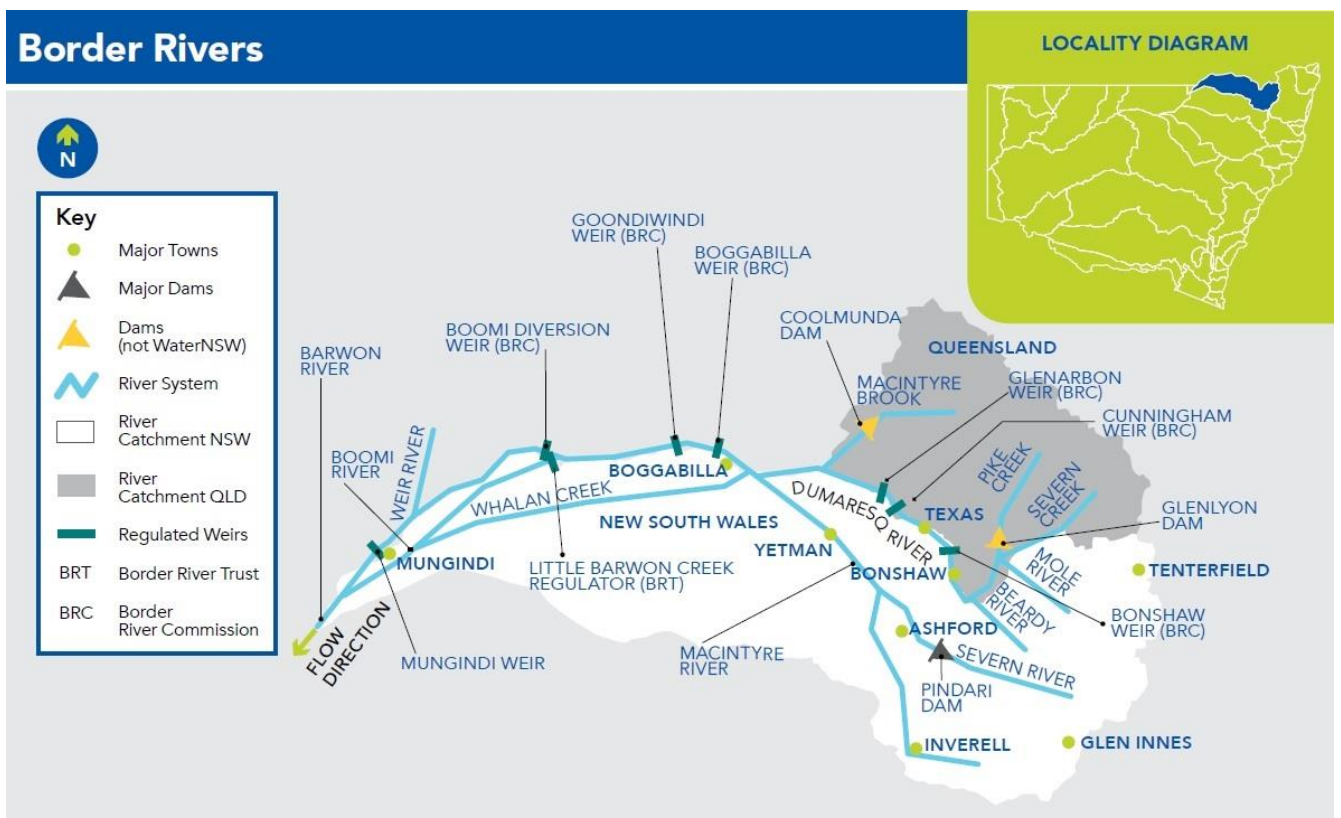 Border Rivers
LOCALITY DIAGRAM
N
Key
Major Towns
Major Dams
Dams
(not WaterNSW)
River System
River
Catchment NSW
River
Catchment QLD
Regulated Weirs
BRT Border River Trust
BRC Border
River Commission
BARWON
RIVER
BOOMI
RIVER
WEIR RIVER
BOOMI DIVERSION
WEIR (BRC)
GOONDIWINDI
WEIR (BRC)
BOGGABILLA
WEIR (BRC)
COOLMUNDA
DAM
MACINTYRE
BROOK
QUEENSLAND
GLENARBON
WEIR (BRC)
CUNNINGHAM
WEIR (BRC)
PIKE
CREEK
SEVERN
CREEK
GLENLYON
DAM
BOGGABILLA
WHALAN CREEK
NEW SOUTH WALES
DUMARESQ RIVER
TEXAS
YETMAN
BONSHAW
MOLE
RIVER
TENTERFIELD
BEARDY
RIVER
BONSHAW
WEIR (BRC)
MUNGINDI
LITTLE BARWON CREEK
REGULATOR (BRT)
FLOW
DIRECTION
MUNGINDI WEIR
MACINTYRE
RIVER
ASHFORD
SEVERN RIVER
PINDARI
DAM
INVERELL
GLEN INNES